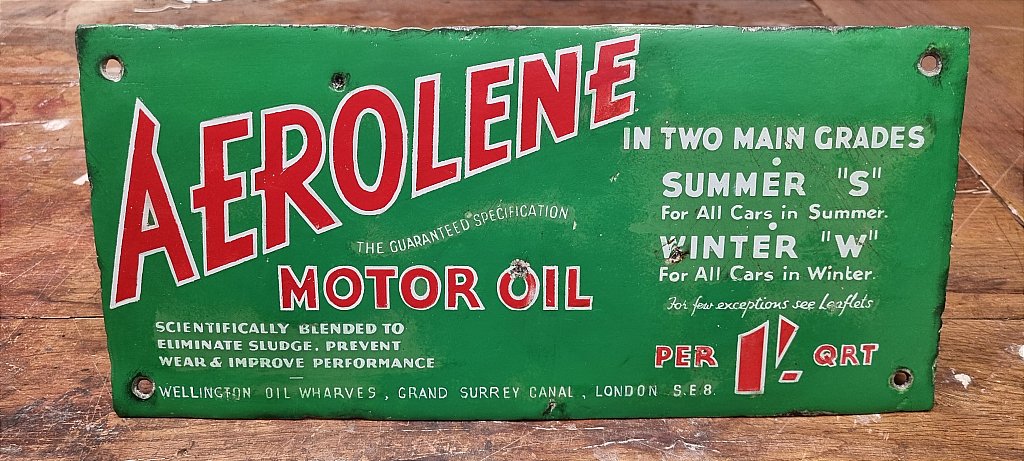 AEROLENE
THE GUARANTEED SPECIFICATION
MOTOR OIL
SCIENTIFICALLY BLENDED TO
ELIMINATE SLUDGE, PREVENT
WEAR & IMPROVE PERFORMANCE
IN TWO MAIN GRADES
SUMMER "S"
For All Cars in Summer.
WINTER "W"
For All Cars in Winter.
For few exceptions see Leaflets
PER 1/- QRT
WELLINGTON OIL WHARVES, GRAND SURREY CANAL, LONDON S.E.8.